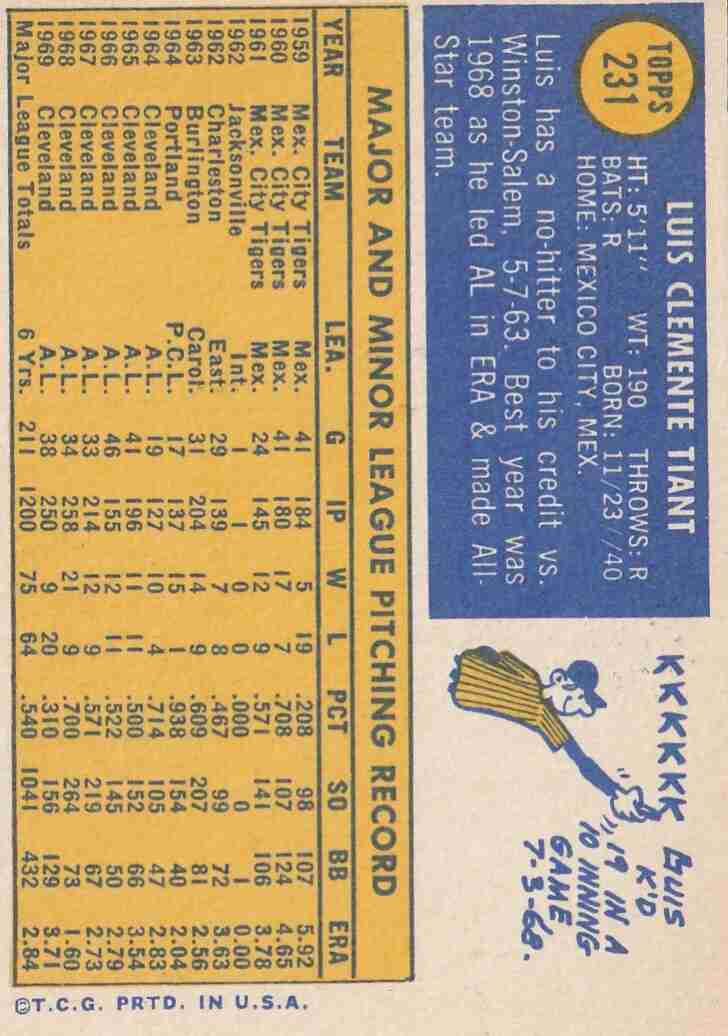 TOPPS
231
LUIS CLEMENTE TIANT
HT: 5'11" WT: 190 THROWS: R
BATS: R BORN: 11/23/40
HOME: MEXICO CITY, MEX.
Luis has a no-hitter to his credit vs.
Winston-Salem, 5-7-63. Best year was
1968 as he led AL in ERA & made All-
Star team.
KKKKKK
LUIS
K'D
19 IN A
10 INNING
GAME
7-3-68.
MAJOR AND MINOR LEAGUE PITCHING RECORD
YEAR TEAM LEA. G IP W L PCT SO BB ERA
1959 Mex. City Tigers Mex. 41 184 5 19 .208 98 107 5.92
1960 Mex. City Tigers Mex. 41 180 17 7 .708 107 124 4.65
1961 Mex. City Tigers Mex. 24 145 12 9 .571 141 106 3.78
1962 Jacksonville Int. 1 1 0 0 .000 0 1 0.00
1962 Charleston East. 29 139 7 8 .467 99 72 3.63
1963 Burlington Carol. 31 204 14 9 .609 207 81 2.56
1964 Portland P.C.L. 17 137 15 1 .938 154 40 2.04
1964 Cleveland A.L. 19 127 10 4 .714 105 47 2.83
1965 Cleveland A.L. 41 196 11 11 .500 152 66 3.54
1966 Cleveland A.L. 46 155 12 11 .522 145 50 2.79
1967 Cleveland A.L. 33 214 12 9 .571 219 67 2.73
1968 Cleveland A.L. 34 258 21 9 .700 264 73 1.60
1969 Cleveland A.L. 38 250 9 20 .310 156 129 3.71
Major League Totals 6 Yrs. 211 1200 75 64 .540 1041 432 2.84
©T.C.G. PRTD. IN U.S.A.